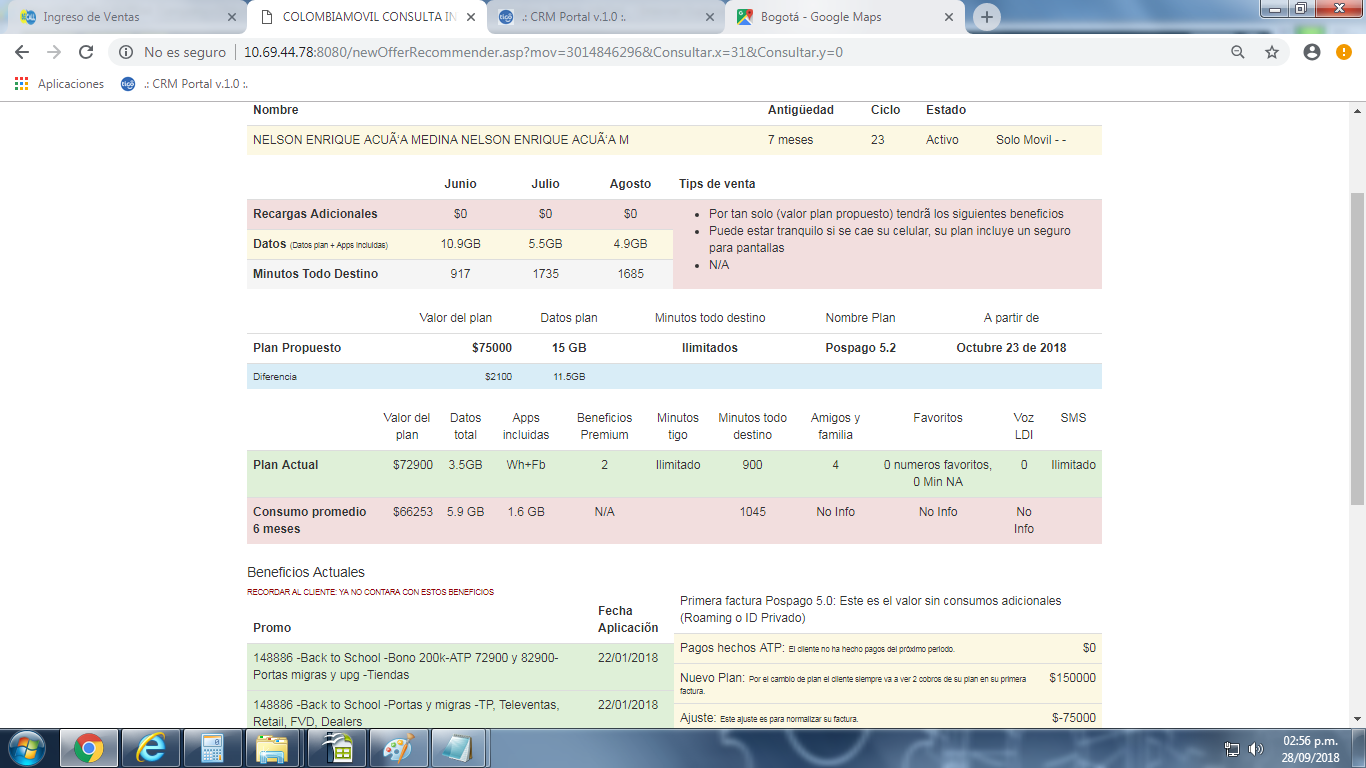 Ingreso de Ventas
COLOMBIAMOVIL CONSULTA IN
.: CRM Portal v.1.0 :.
Bogotá - Google Maps
No es seguro
10.69.44.78:8080/newOfferRecommender.asp?mov=3014846296&Consultar.x=31&Consultar.y=0
Aplicaciones
.: CRM Portal v.1.0 :.
Nombre Antigüedad Ciclo Estado
NELSON ENRIQUE ACUÃ‘A MEDINA NELSON ENRIQUE ACUÃ‘A M 7 meses 23 Activo Solo Movil - -
Junio Julio Agosto Tips de venta
Recargas Adicionales $0 $0 $0
Datos (Datos plan + Apps Incluidas) 10.9GB 5.5GB 4.9GB
Minutos Todo Destino 917 1735 1685
Por tan solo (valor plan propuesto) tendrã los siguientes beneficios
Puede estar tranquilo si se cae su celular, su plan incluye un seguro
para pantallas
N/A
Valor del plan Datos plan Minutos todo destino Nombre Plan A partir de
Plan Propuesto $75000 15 GB Ilimitados Pospago 5.2 Octubre 23 de 2018
Diferencia $2100 11.5GB
Valor del plan Datos total Apps incluidas Beneficios Premium Minutos tigo Minutos todo destino Amigos y familia Favoritos Voz LDI SMS
Plan Actual $72900 3.5GB Wh+Fb 2 Ilimitado 900 4 0 numeros favoritos, 0 Min NA 0 Ilimitado
Consumo promedio 6 meses $66253 5.9 GB 1.6 GB N/A 1045 No Info No Info No Info
Beneficios Actuales
RECORDAR AL CLIENTE: YA NO CONTARA CON ESTOS BENEFICIOS
Promo Fecha Aplicaciõn
148886 -Back to School -Bono 200k-ATP 72900 y 82900- 22/01/2018
Portas migras y upg -Tiendas
148886 -Back to School -Portas y migras -TP, Televentas, 22/01/2018
Retail, FVD, Dealers
Primera factura Pospago 5.0: Este es el valor sin consumos adicionales
(Roaming o ID Privado)
Pagos hechos ATP: El cliente no ha hecho pagos del próximo periodo. $0
Nuevo Plan: Por el cambio de plan el cliente siempre va a ver 2 cobros de su plan en su primera $150000
factura.
Ajuste: Este ajuste es para normalizar su factura. $-75000
02:56 p.m.
28/09/2018